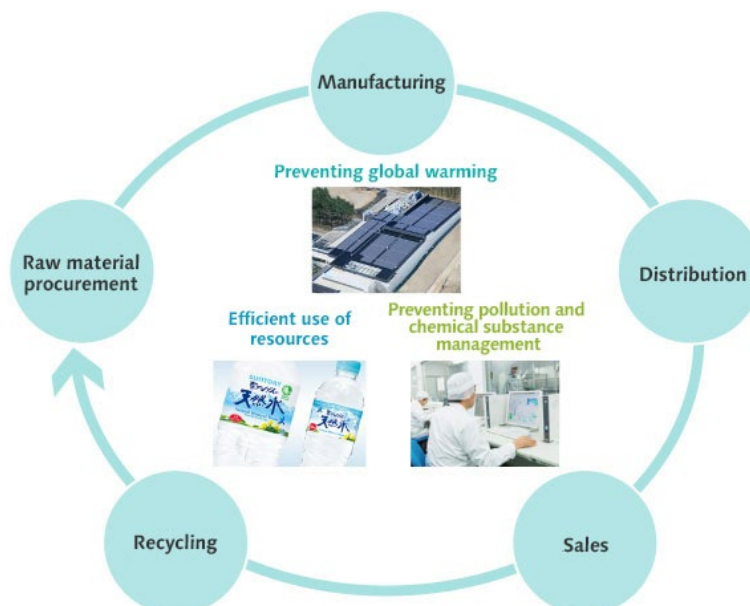 Manufacturing
Preventing global warming
Raw material
procurement
Distribution
Efficient use of
resources
Preventing pollution and
chemical substance
management
SUNTORY
天然水
天然水
Recycling
Sales